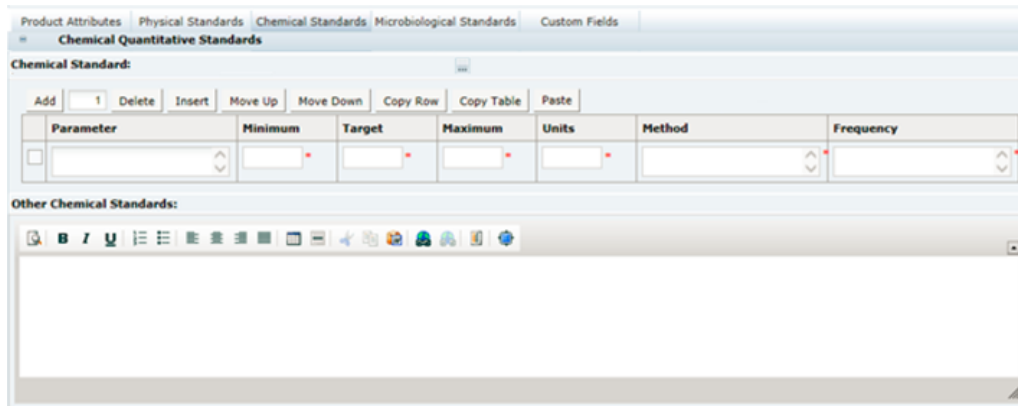 Product Attributes Physical Standards Chemical Standards Microbiological Standards Custom Fields
Chemical Quantitative Standards
Chemical Standard: ...
Add 1 Delete Insert Move Up Move Down Copy Row Copy Table Paste
Parameter Minimum Target Maximum Units Method Frequency
* * * * * *
Other Chemical Standards:
B I U